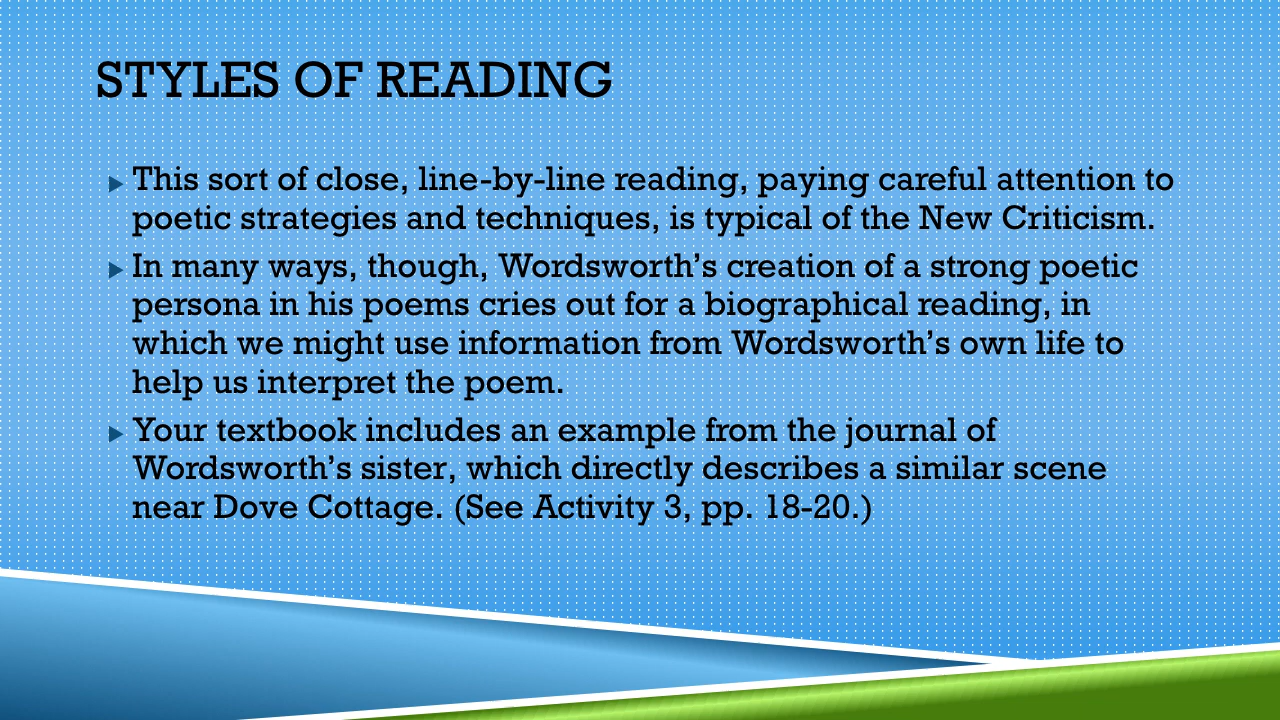 STYLES OF READING
This sort of close, line-by-line reading, paying careful attention to
poetic strategies and techniques, is typical of the New Criticism.
In many ways, though, Wordsworth’s creation of a strong poetic
persona in his poems cries out for a biographical reading, in
which we might use information from Wordsworth’s own life to
help us interpret the poem.
Your textbook includes an example from the journal of
Wordsworth’s sister, which directly describes a similar scene
near Dove Cottage. (See Activity 3, pp. 18-20.)